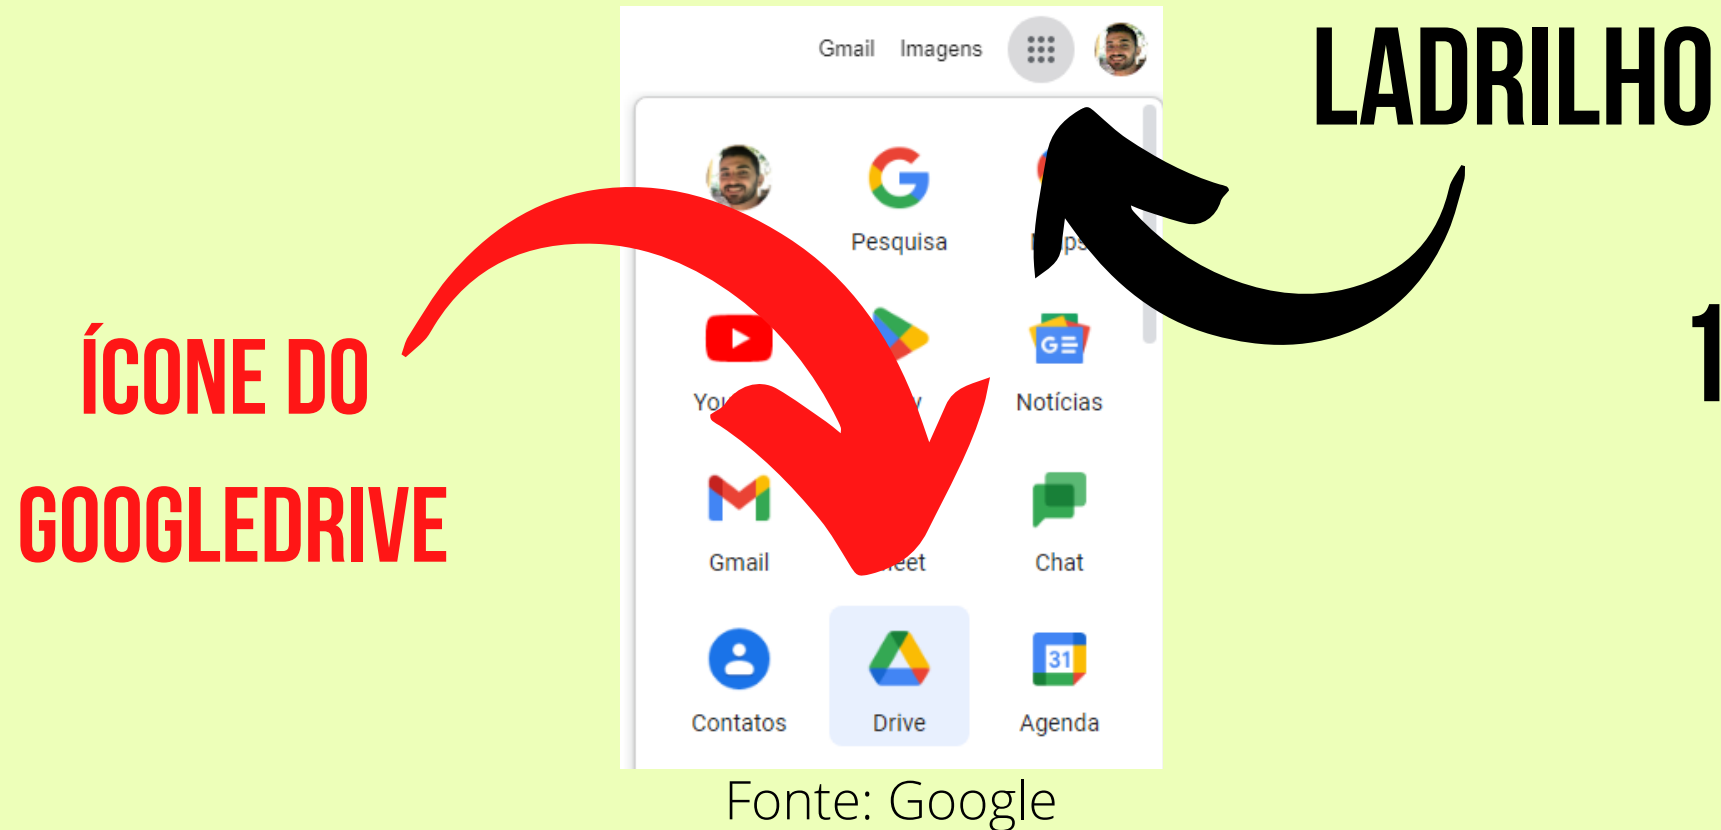 Gmail Imagens
LADRILHO
Pesquisa
1
ÍCONE DO
GOOGLEDRIVE
G
Notícias
Gmail
Chat
31
Contatos Drive Agenda
Fonte: Google